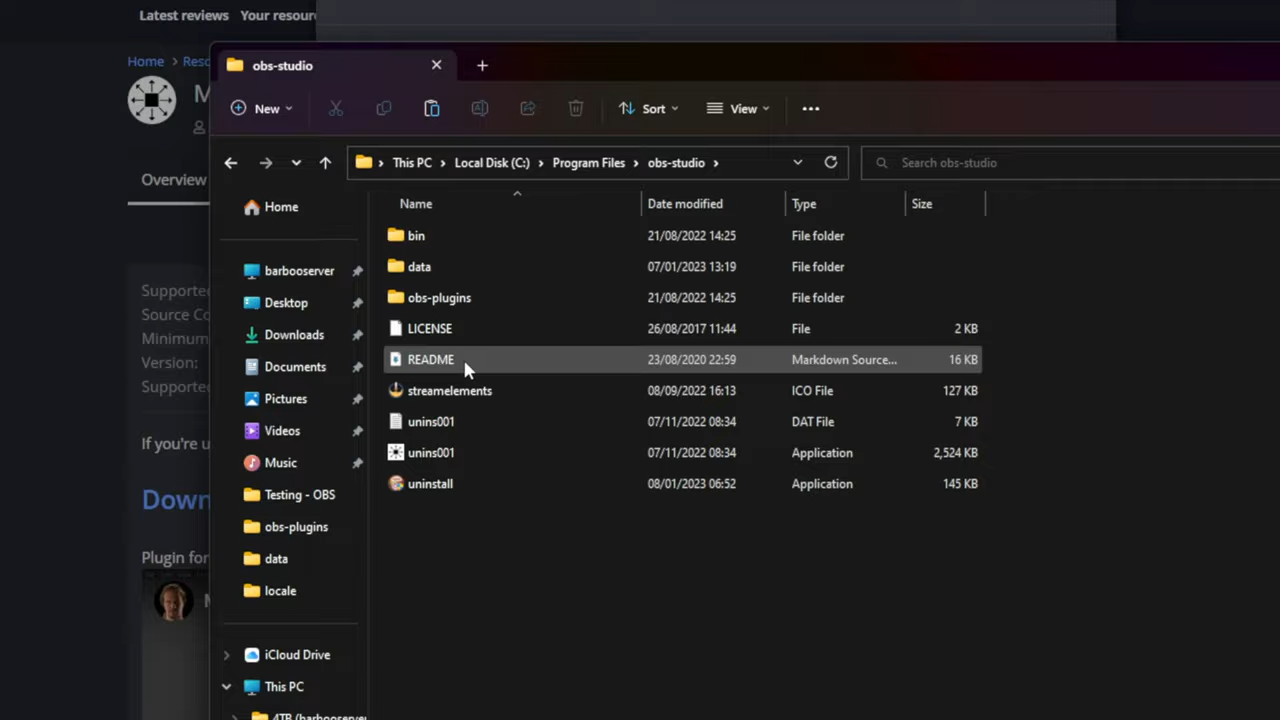 Latest reviews Your resour
Home > Reso
M
Overview
Supporte
Source Co
Minimum
Version:
Supporte
If you're u
Down
Plugin for
M
obs-studio
New
Sort
View
This PC > Local Disk (C:) > Program Files > obs-studio >
Search obs-studio
Home
barbooserver
Desktop
Downloads
Documents
Pictures
Videos
Music
Testing - OBS
obs-plugins
data
locale
iCloud Drive
This PC
4TB (barbooserver
Name Date modified Type Size
bin 21/08/2022 14:25 File folder
data 07/01/2023 13:19 File folder
obs-plugins 21/08/2022 14:25 File folder
LICENSE 26/08/2017 11:44 File 2 KB
README 23/08/2020 22:59 Markdown Source... 16 KB
streamelements 08/09/2022 16:13 ICO File 127 KB
unins001 07/11/2022 08:34 DAT File 7 KB
unins001 07/11/2022 08:34 Application 2,524 KB
uninstall 08/01/2023 06:52 Application 145 KB